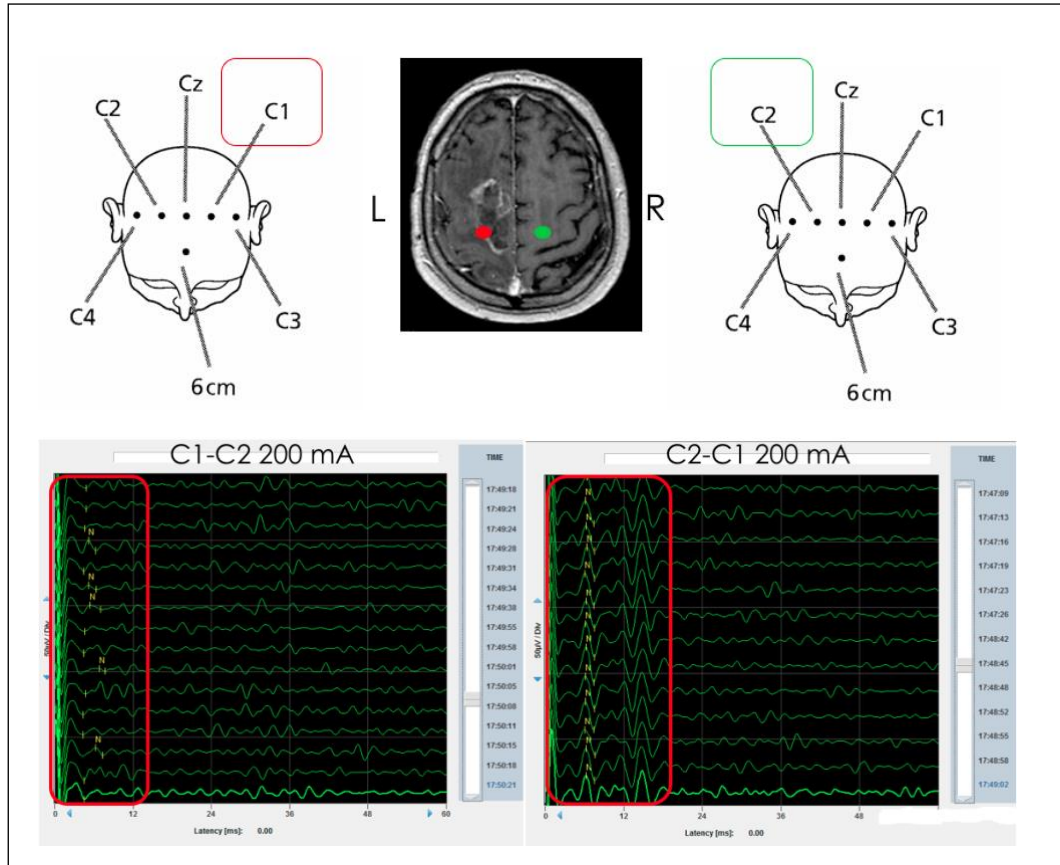 Cz
C2
C1
C4
C3
6cm
L
R
Cz
C2
C1
C4
C3
6cm
C1-C2 200 mA
TIME
17:49:18
17:49:21
17:49:24
N
17:49:28
17:49:31
N
17:49:34
N
17:49:38
17:49:55
17:49:58
N
17:50:01
17:50:05
17:50:08
17:50:11
N
17:50:15
17:50:18
17:50:21
50µV / Div
0
12
24
36
48
60
Latency [ms]: 0.00
C2-C1 200 mA
TIME
N
17:47:09
N
17:47:13
N
17:47:16
N
17:47:19
N
17:47:23
N
17:47:26
N
17:48:42
N
17:48:45
N
17:48:48
N
17:48:52
N
17:48:55
N
17:48:58
N
17:49:02
50µV / Div
0
12
24
36
48
Latency [ms]: 0.00